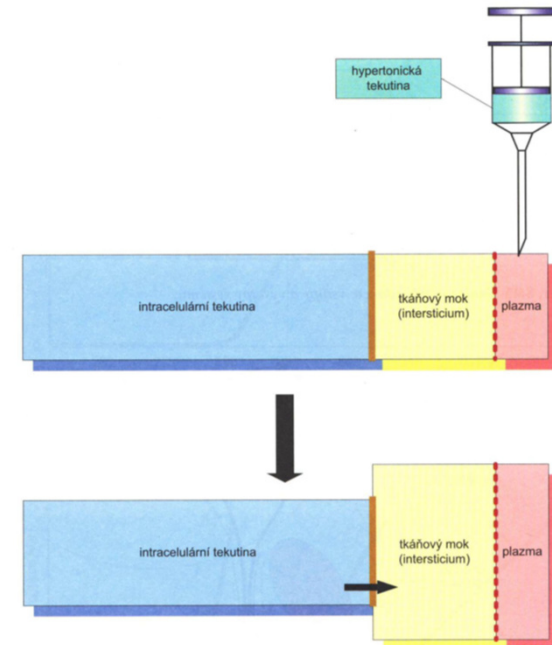 hypertonická
tekutina
intracelulární tekutina
tkáňový mok
(intersticium)
plazma
intracelulární tekutina
tkáňový mok
(intersticium)
plazma